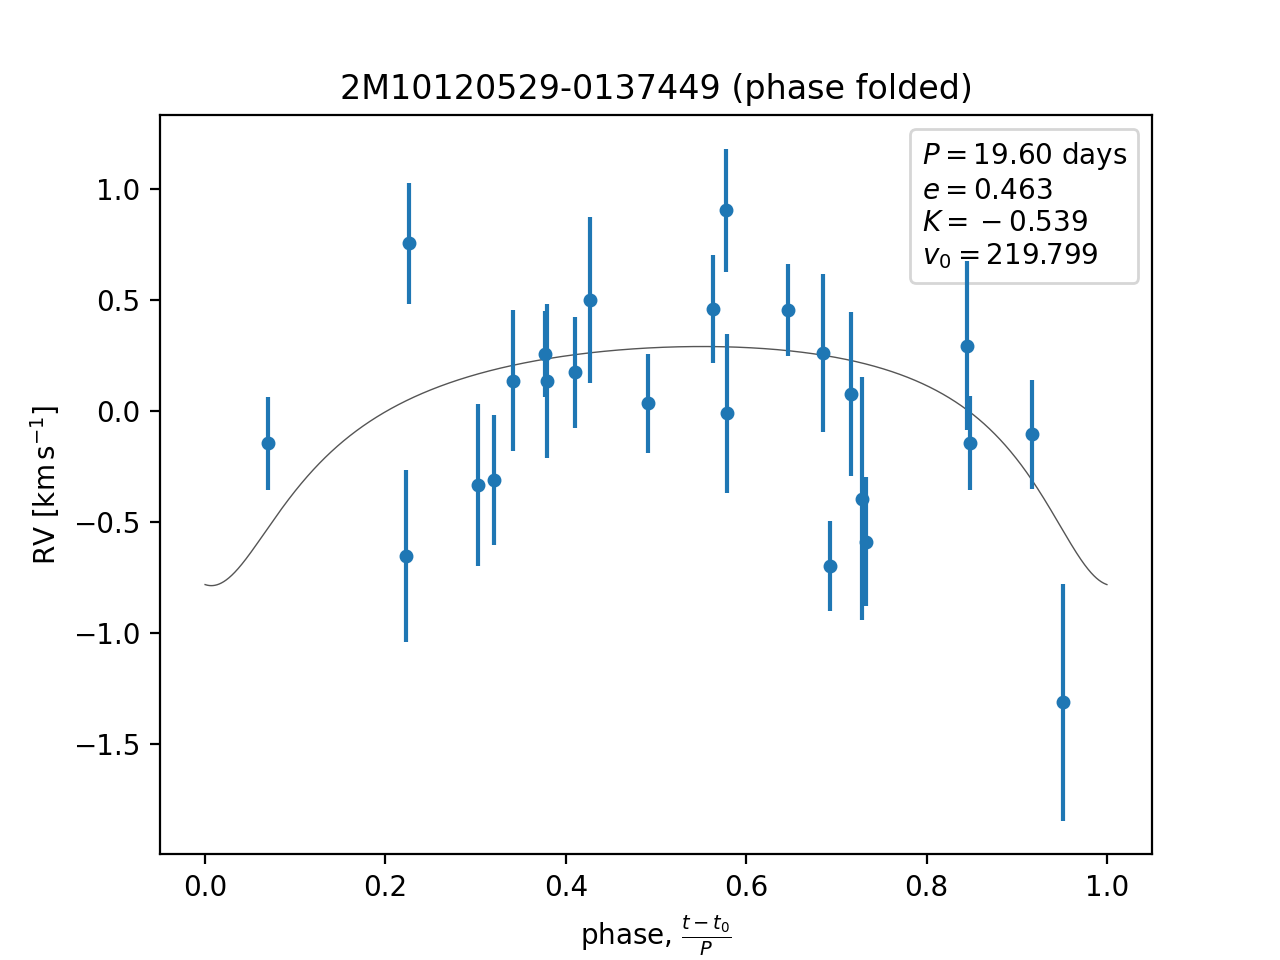 2M10120529-0137449 (phase folded)
P = 19.60 days
e = 0.463
K = −0.539
v₀ = 219.799
1.0
0.5
0.0
−0.5
−1.0
−1.5
RV [km s⁻¹]
0.0 0.2 0.4 0.6 0.8 1.0
phase, (t − t₀)/P